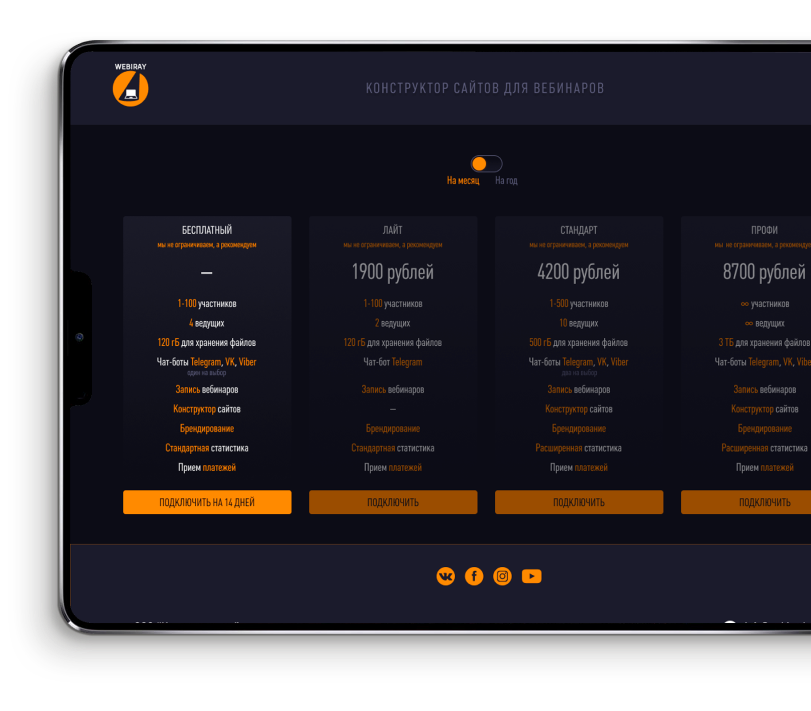 WEBIRAY
КОНСТРУКТОР САЙТОВ ДЛЯ ВЕБИНАРОВ
На месяц На год
БЕСПЛАТНЫЙ
мы не ограничиваем, а рекомендуем
—
1-100 участников
4 ведущих
120 гБ для хранения файлов
Чат-боты Telegram, VK, Viber
один на выбор
Запись вебинаров
Конструктор сайтов
Брендирование
Стандартная статистика
Прием платежей
ПОДКЛЮЧИТЬ НА 14 ДНЕЙ
ЛАЙТ
мы не ограничиваем, а рекомендуем
1900 рублей
1-100 участников
2 ведущих
120 гБ для хранения файлов
Чат-бот Telegram
Запись вебинаров
—
Брендирование
Стандартная статистика
Прием платежей
ПОДКЛЮЧИТЬ
СТАНДАРТ
мы не ограничиваем, а рекомендуем
4200 рублей
1-500 участников
10 ведущих
500 гБ для хранения файлов
Чат-боты Telegram, VK, Viber
два на выбор
Запись вебинаров
Конструктор сайтов
Брендирование
Расширенная статистика
Прием платежей
ПОДКЛЮЧИТЬ
ПРОФИ
мы не ограничиваем, а рекомендуем
8700 рублей
∞ участников
∞ ведущих
3 ТБ для хранения файлов
Чат-боты Telegram, VK, Vibe
Запись вебинаров
Конструктор сайтов
Брендирование
Расширенная статистика
Прием платежей
ПОДКЛЮЧИТЬ